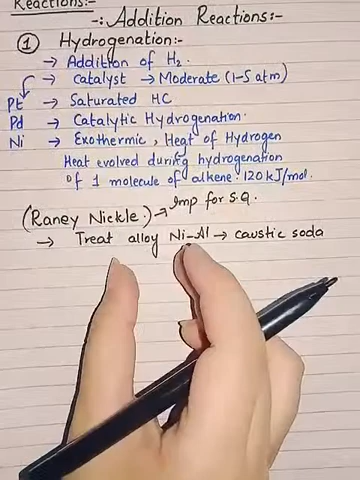 Reactions:-
-: Addition Reactions:-
① Hydrogenation:-
→ Addition of H₂.
→ Catalyst → Moderate (1-5 atm)
Pt → Saturated HC
Pd → Catalytic Hydrogenation.
Ni → Exothermic, Heat of Hydrogen
Heat evolved during hydrogenation
of 1 molecule of alkene. 120 kJ/mol.
(Raney Nickle.) → Imp for S.Q.
→ Treat alloy Ni-Al → caustic soda